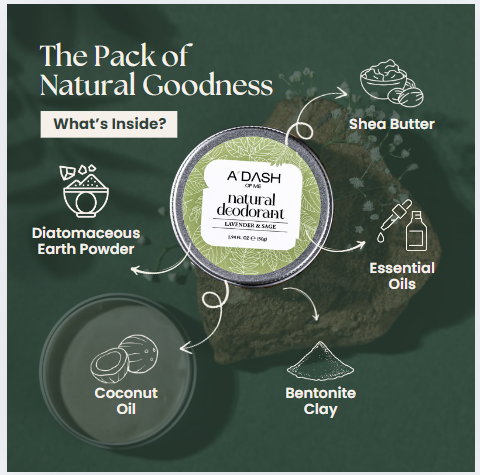 The Pack of
Natural Goodness
What's Inside?
Shea Butter
A DASH
OF ME
natural
deodorant
LAVENDER & SAGE
1.94 FL OZ ℮ (55g)
Diatomaceous
Earth Powder
Essential
Oils
Coconut
Oil
Bentonite
Clay